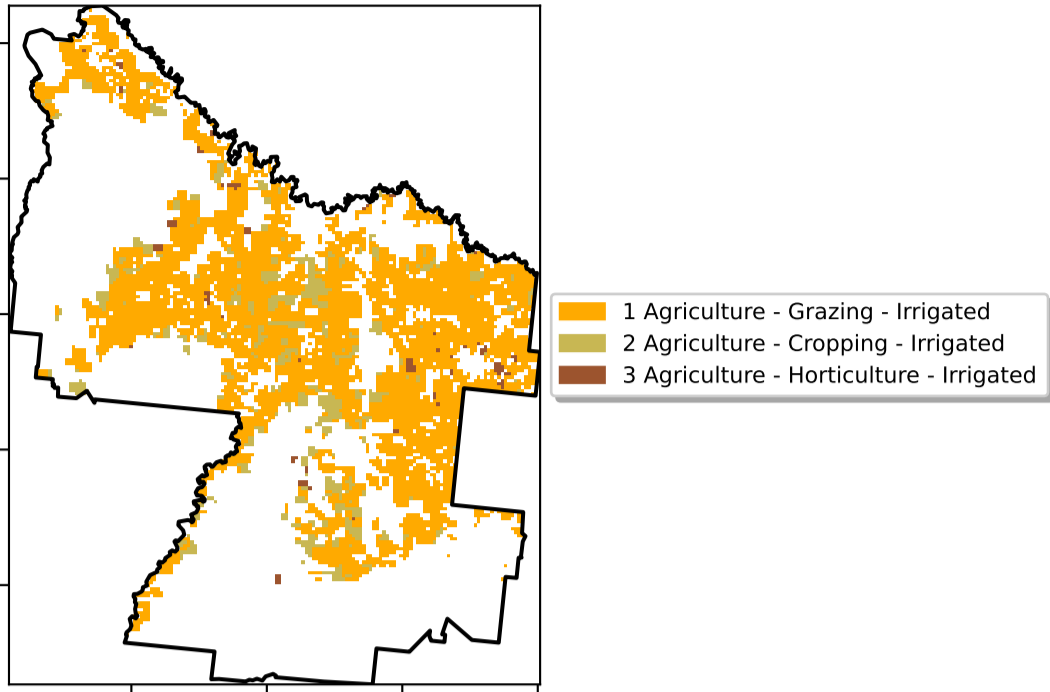 1 Agriculture - Grazing - Irrigated
2 Agriculture - Cropping - Irrigated
3 Agriculture - Horticulture - Irrigated